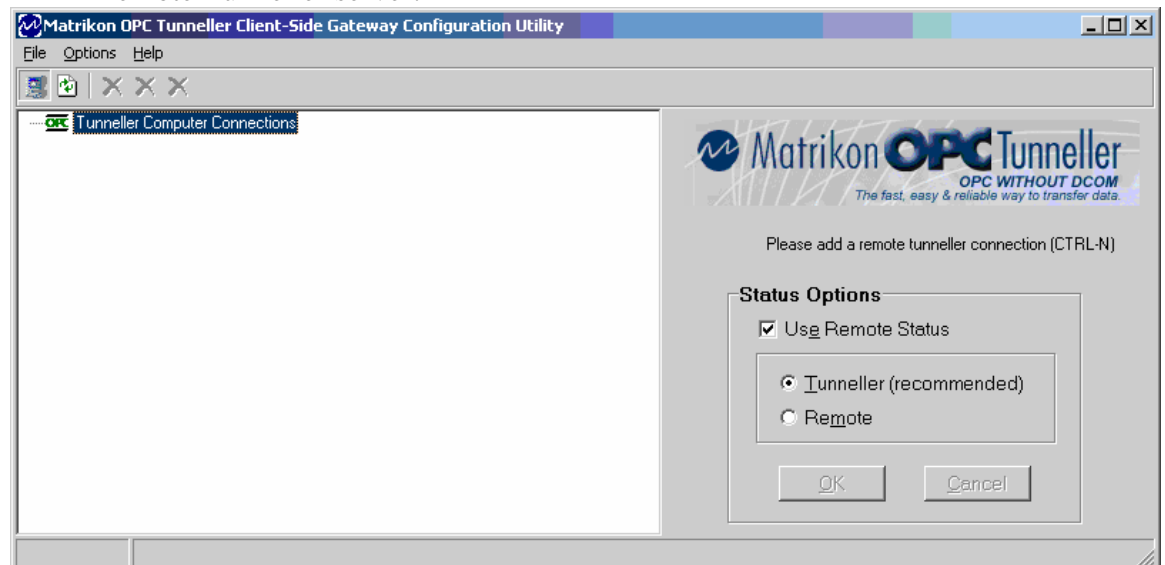 Matrikon OPC Tunneller Client-Side Gateway Configuration Utility
File Options Help
Tunneller Computer Connections
Matrikon OPC Tunneller
OPC WITHOUT DCOM
The fast, easy & reliable way to transfer data.
Please add a remote tunneller connection (CTRL-N)
Status Options
Use Remote Status
Tunneller (recommended)
Remote
OK Cancel